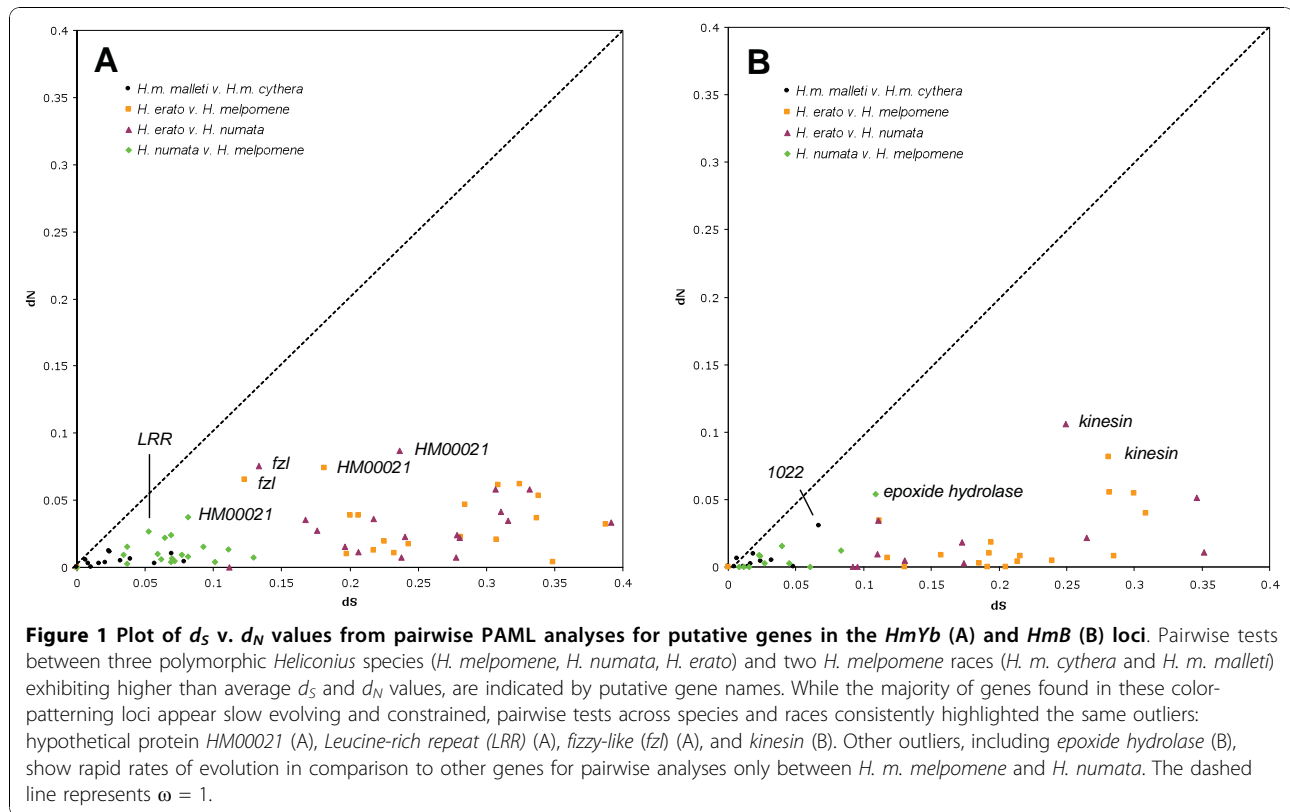 A
H.m. malleti v. H.m. cythera
H. erato v. H. melpomene
H. erato v. H. numata
H. numata v. H. melpomene
0.4
0.35
0.3
0.25
0.2
0.15
0.1
0.05
0
dN
LRR
fzl
fzl
HM00021
HM00021
HM00021
0 0.05 0.1 0.15 0.2 0.25 0.3 0.35 0.4
dS
B
H.m. malleti v. H.m. cythera
H. erato v. H. melpomene
H. erato v. H. numata
H. numata v. H. melpomene
0.4
0.35
0.3
0.25
0.2
0.15
0.1
0.05
0
dN
kinesin
kinesin
1022
epoxide hydrolase
0 0.05 0.1 0.15 0.2 0.25 0.3 0.35 0.4
dS
Figure 1 Plot of dS v. dN values from pairwise PAML analyses for putative genes in the HmYb (A) and HmB (B) loci. Pairwise tests
between three polymorphic Heliconius species (H. melpomene, H. numata, H. erato) and two H. melpomene races (H. m. cythera and H. m. malleti)
exhibiting higher than average dS and dN values, are indicated by putative gene names. While the majority of genes found in these color-
patterning loci appear slow evolving and constrained, pairwise tests across species and races consistently highlighted the same outliers:
hypothetical protein HM00021 (A), Leucine-rich repeat (LRR) (A), fizzy-like (fzl) (A), and kinesin (B). Other outliers, including epoxide hydrolase (B),
show rapid rates of evolution in comparison to other genes for pairwise analyses only between H. m. melpomene and H. numata. The dashed
line represents ω = 1.